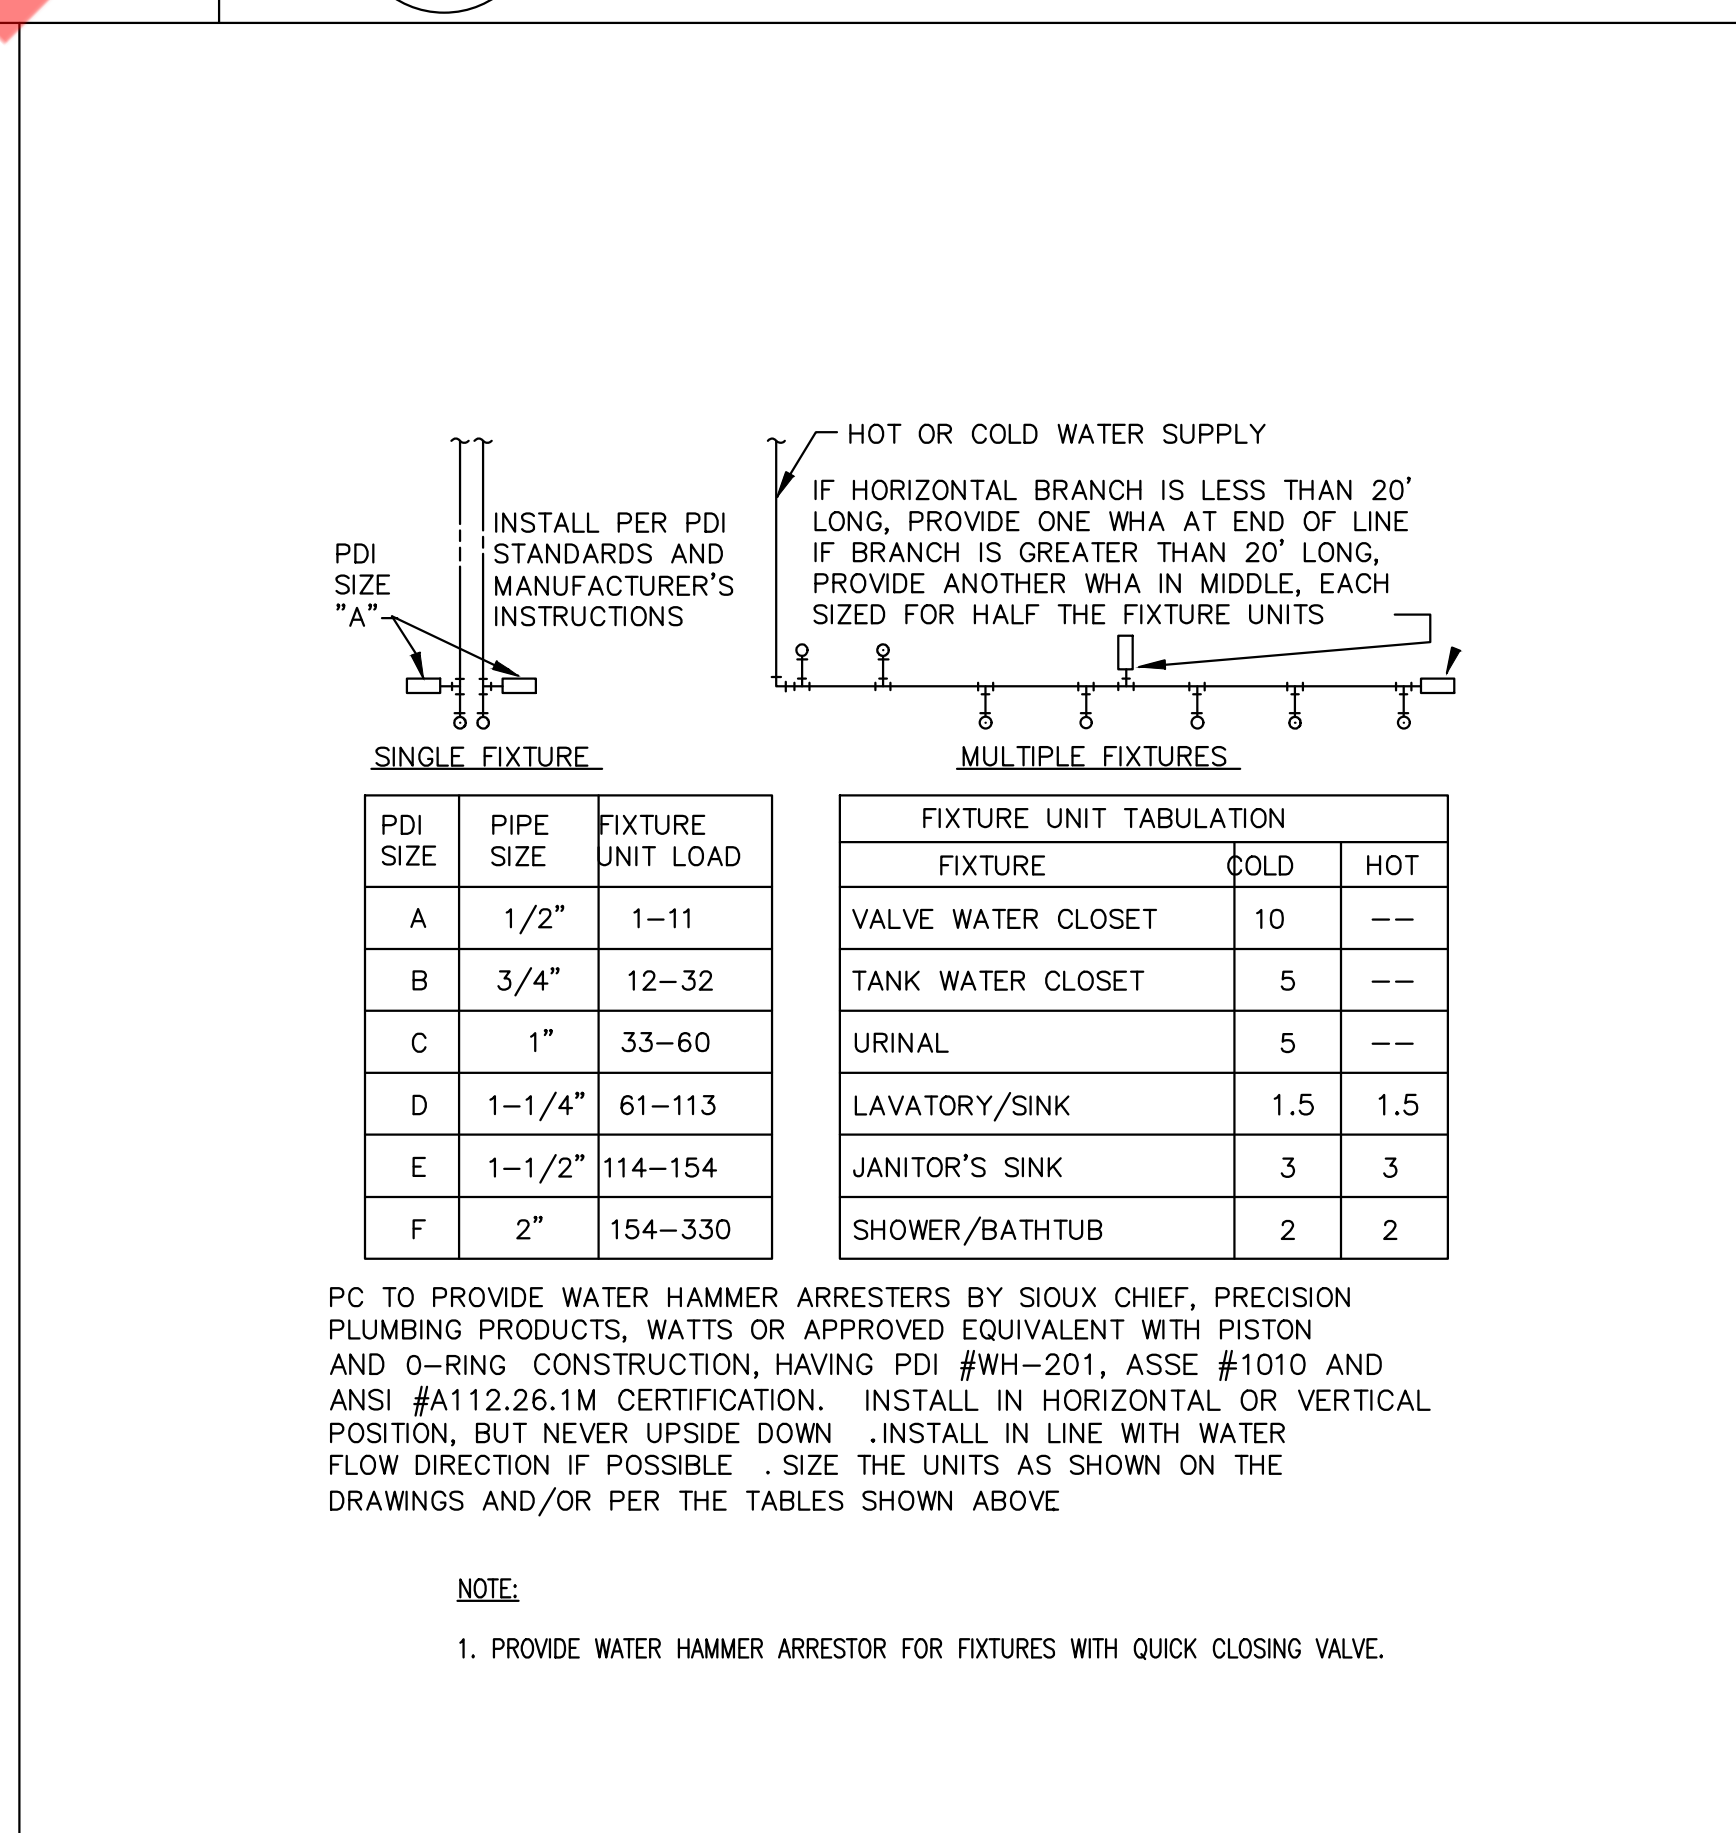 HOT OR COLD WATER SUPPLY
IF HORIZONTAL BRANCH IS LESS THAN 20'
LONG, PROVIDE ONE WHA AT END OF LINE
IF BRANCH IS GREATER THAN 20' LONG,
PROVIDE ANOTHER WHA IN MIDDLE, EACH
SIZED FOR HALF THE FIXTURE UNITS
INSTALL PER PDI
STANDARDS AND
MANUFACTURER'S
INSTRUCTIONS
PDI
SIZE
"A"
SINGLE FIXTURE
MULTIPLE FIXTURES
PDI SIZE PIPE SIZE FIXTURE UNIT LOAD
A 1/2" 1-11
B 3/4" 12-32
C 1" 33-60
D 1-1/4" 61-113
E 1-1/2" 114-154
F 2" 154-330
FIXTURE UNIT TABULATION
FIXTURE COLD HOT
VALVE WATER CLOSET 10 --
TANK WATER CLOSET 5 --
URINAL 5 --
LAVATORY/SINK 1.5 1.5
JANITOR'S SINK 3 3
SHOWER/BATHTUB 2 2
PC TO PROVIDE WATER HAMMER ARRESTERS BY SIOUX CHIEF, PRECISION
PLUMBING PRODUCTS, WATTS OR APPROVED EQUIVALENT WITH PISTON
AND O-RING CONSTRUCTION, HAVING PDI #WH-201, ASSE #1010 AND
ANSI #A112.26.1M CERTIFICATION. INSTALL IN HORIZONTAL OR VERTICAL
POSITION, BUT NEVER UPSIDE DOWN .INSTALL IN LINE WITH WATER
FLOW DIRECTION IF POSSIBLE . SIZE THE UNITS AS SHOWN ON THE
DRAWINGS AND/OR PER THE TABLES SHOWN ABOVE.
NOTE:
1. PROVIDE WATER HAMMER ARRESTOR FOR FIXTURES WITH QUICK CLOSING VALVE.